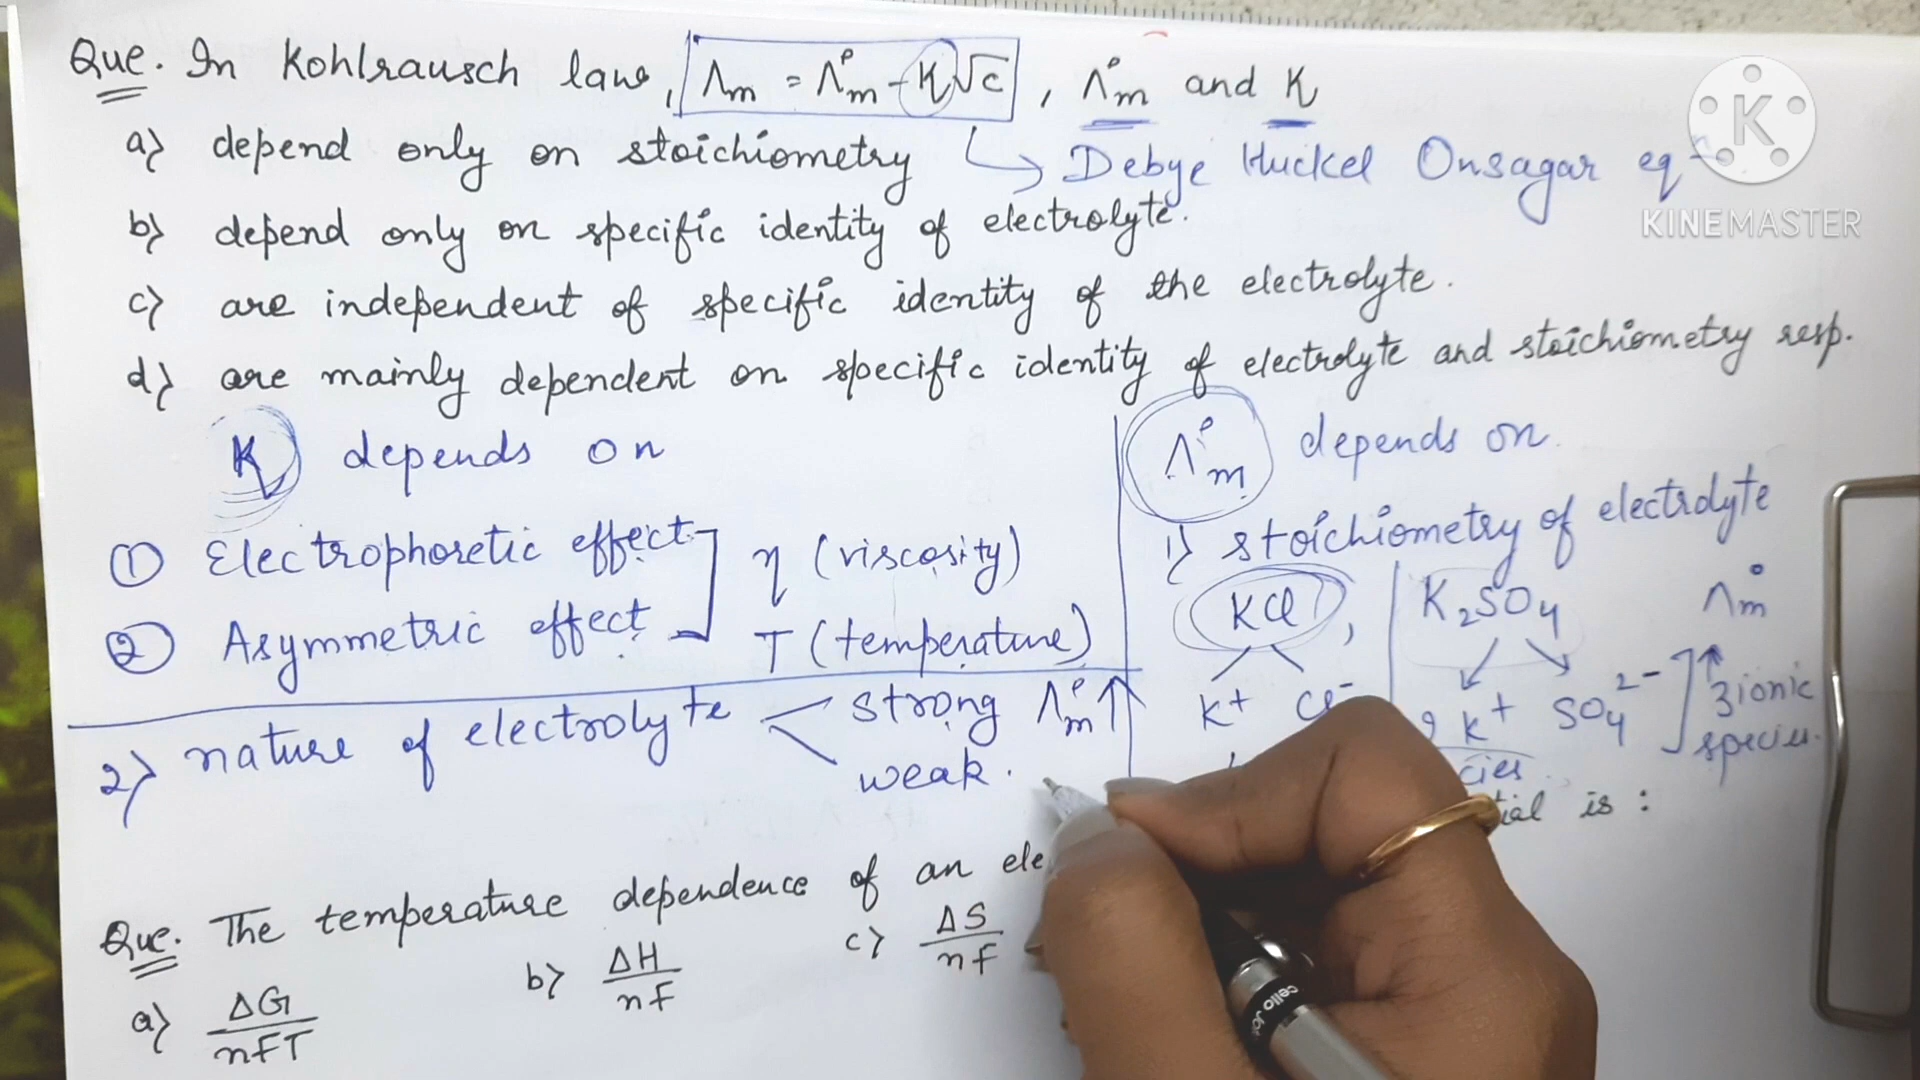 Que. In Kohlrausch law, Λm = Λ°m - K√c, Λ°m and K
a) depend only on stoichiometry
Debye Huckel Onsagar eq
b) depend only on specific identity of electrolyte.
c) are independent of specific identity of the electrolyte.
d) are mainly dependent on specific identity of electrolyte and stoichiometry resp.
K depends on
① Electrophoretic effect
② Asymmetric effect
η (viscosity)
T (temperature)
Λ°m depends on
1) stoichiometry of electrolyte
KCl, K₂SO₄ Λ°m
K+ Cl- K+ SO₄²⁻ ↑ 3 ionic
species.
2) nature of electrolyte strong Λ°m ↑
weak.
Que. The temperature dependence of an is :
a) ΔG/nFT b) ΔH/nF c) ΔS/nF
K
KINEMASTER
cello